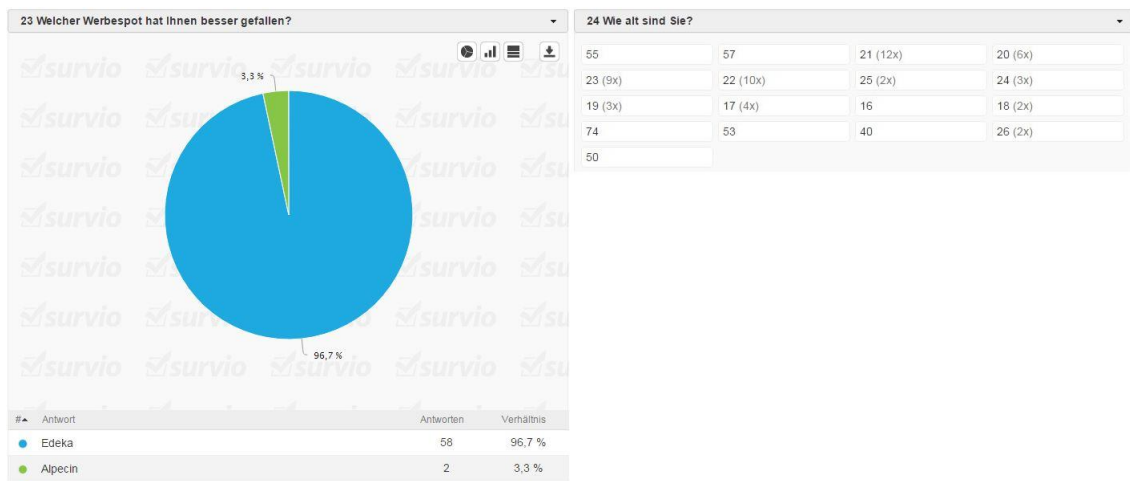 23 Welcher Werbespot hat Ihnen besser gefallen?
3,3 %
96,7 %
#
Antwort
Antworten
Verhältnis
Edeka 58 96,7 %
Alpecin 2 3,3 %
24 Wie alt sind Sie?
55 57 21 (12x) 20 (6x)
23 (9x) 22 (10x) 25 (2x) 24 (3x)
19 (3x) 17 (4x) 16 18 (2x)
74 53 40 26 (2x)
50
survio